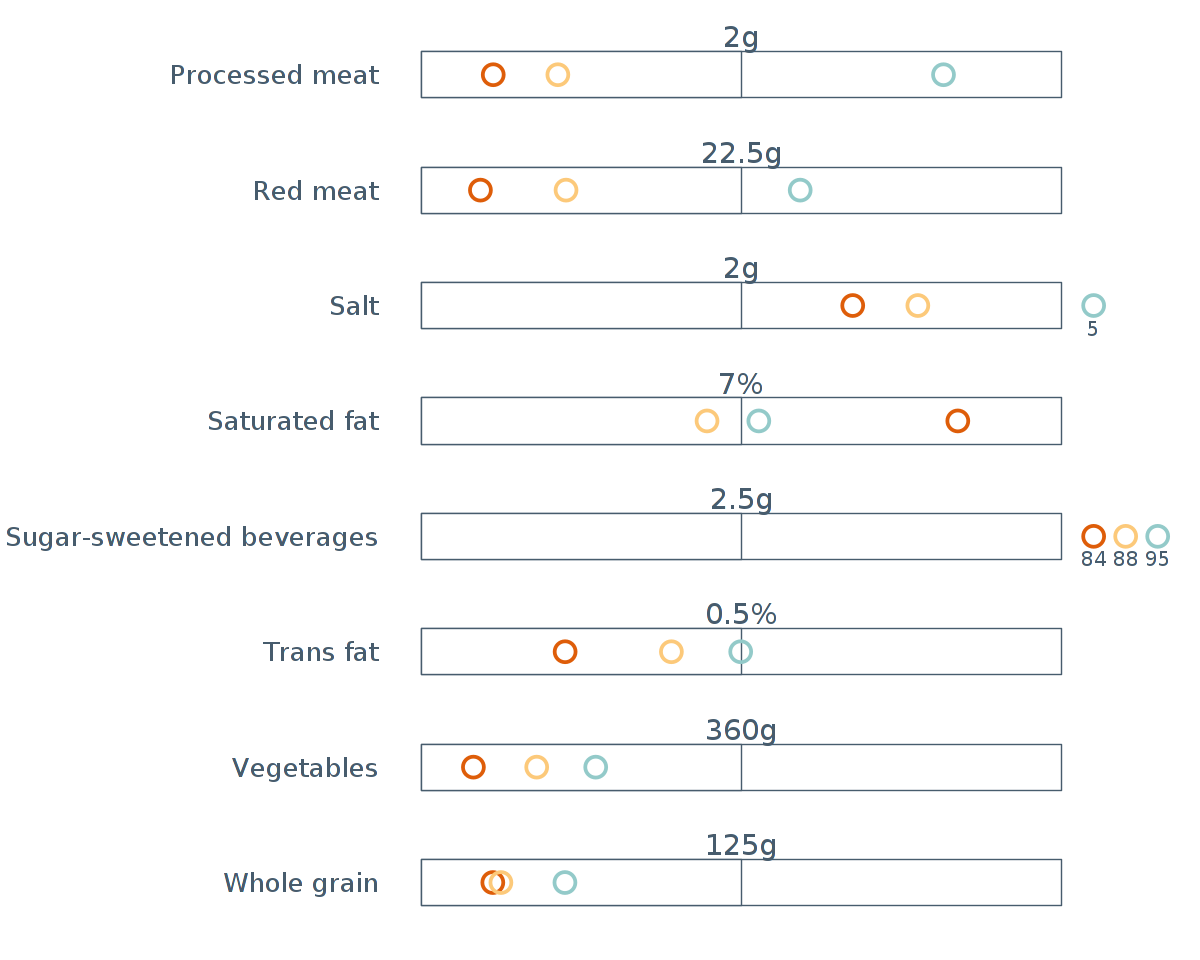 2g
Processed meat
22.5g
Red meat
2g
Salt
5
7%
Saturated fat
2.5g
Sugar-sweetened beverages
84 88 95
0.5%
Trans fat
360g
Vegetables
125g
Whole grain